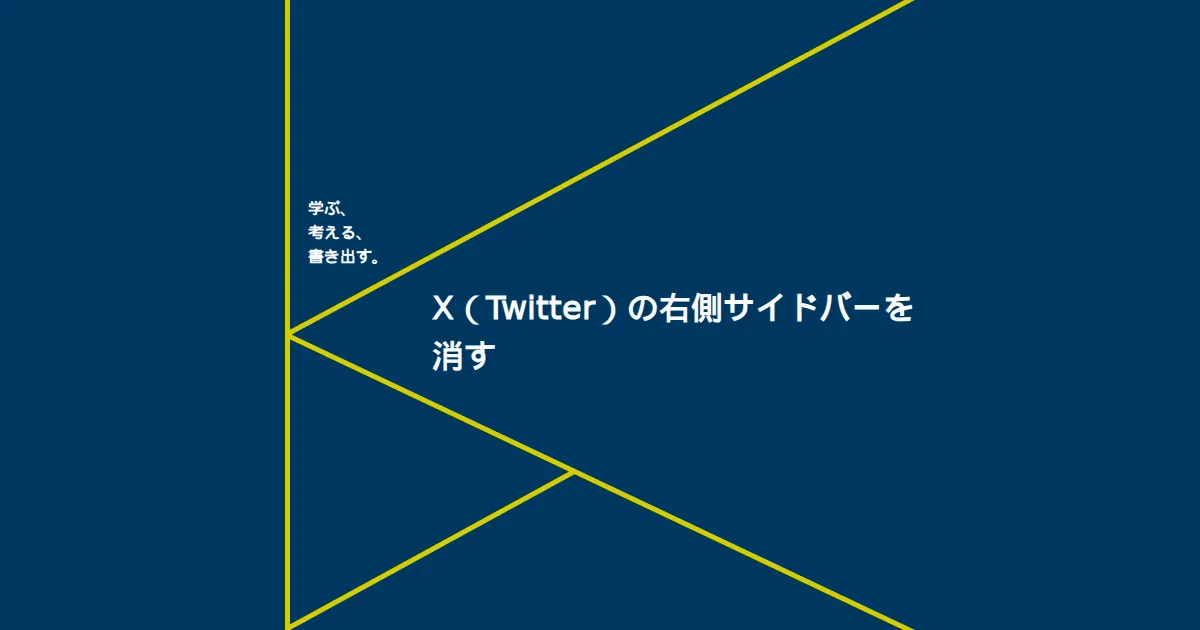 学ぶ、
考える、
書き出す。
X（Twitter）の右側サイドバーを
消す